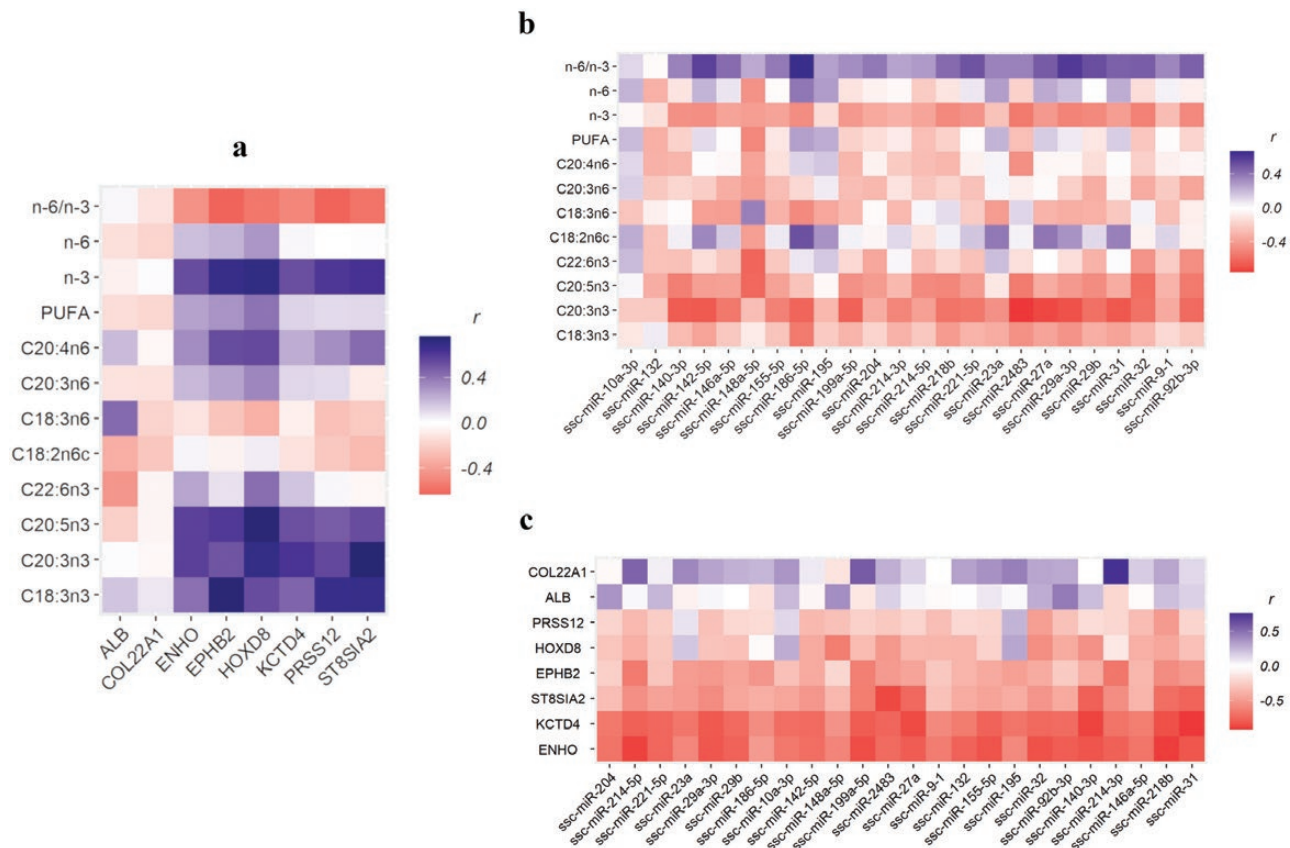 a
n-6/n-3
n-6
n-3
PUFA
C20:4n6
C20:3n6
C18:3n6
C18:2n6c
C22:6n3
C20:5n3
C20:3n3
C18:3n3
ALB
COL22A1
ENHO
EPHB2
HOXD8
KCTD4
PRSS12
ST8SIA2
r
0.4
0.0
-0.4
b
n-6/n-3
n-6
n-3
PUFA
C20:4n6
C20:3n6
C18:3n6
C18:2n6c
C22:6n3
C20:5n3
C20:3n3
C18:3n3
ssc-miR-10a-3p
ssc-miR-132
ssc-miR-140-3p
ssc-miR-142-5p
ssc-miR-146a-5p
ssc-miR-148a-5p
ssc-miR-155-5p
ssc-miR-186-5p
ssc-miR-195
ssc-miR-199a-5p
ssc-miR-204
ssc-miR-214-3p
ssc-miR-214-5p
ssc-miR-218b
ssc-miR-221-5p
ssc-miR-23a
ssc-miR-2483
ssc-miR-27a
ssc-miR-29a-3p
ssc-miR-29b
ssc-miR-31
ssc-miR-32
ssc-miR-9-1
ssc-miR-92b-3p
r
0.4
0.0
-0.4
c
COL22A1
ALB
PRSS12
HOXD8
EPHB2
ST8SIA2
KCTD4
ENHO
ssc-miR-204
ssc-miR-214-5p
ssc-miR-221-5p
ssc-miR-23a
ssc-miR-29a-3p
ssc-miR-29b
ssc-miR-186-5p
ssc-miR-10a-3p
ssc-miR-142-5p
ssc-miR-148a-5p
ssc-miR-199a-5p
ssc-miR-2483
ssc-miR-27a
ssc-miR-9-1
ssc-miR-132
ssc-miR-155-5p
ssc-miR-195
ssc-miR-32
ssc-miR-92b-3p
ssc-miR-140-3p
ssc-miR-214-3p
ssc-miR-146a-5p
ssc-miR-218b
ssc-miR-31
r
0.5
0.0
-0.5